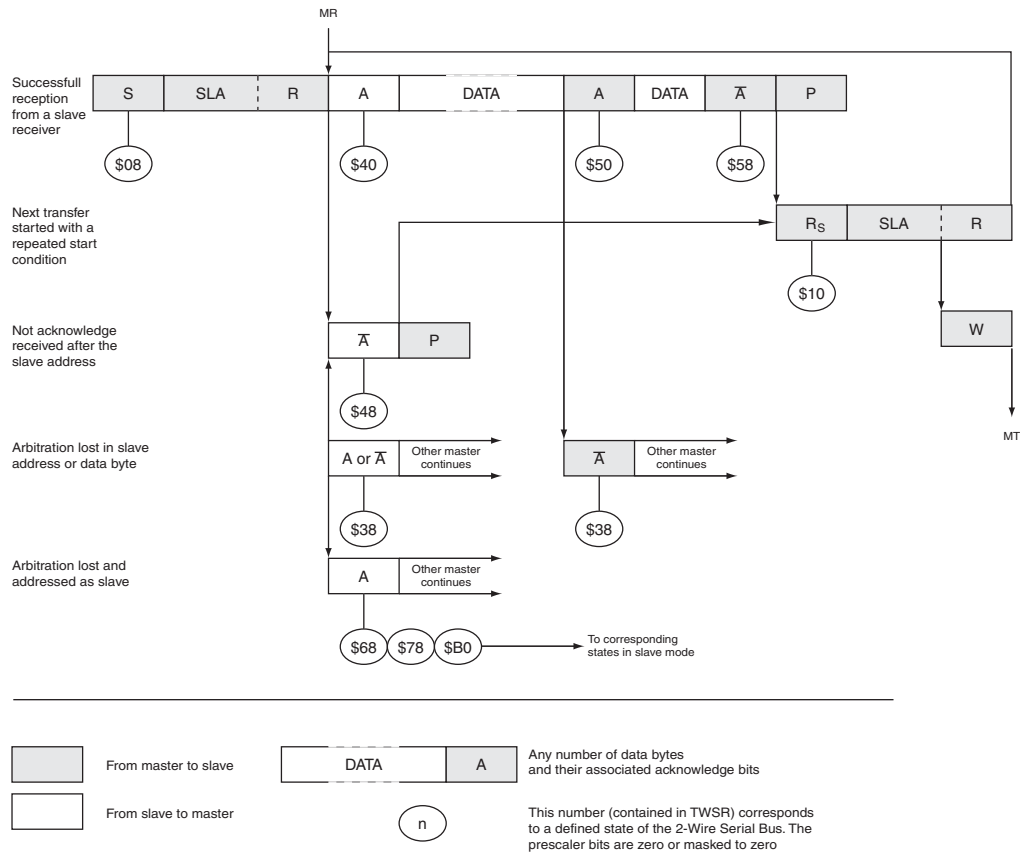 MR
Successfull
reception
from a slave
receiver
S SLA R A DATA A DATA A̅ P
$08 $40 $50 $58
Next transfer
started with a
repeated start
condition
RS SLA R
$10
W
MT
Not acknowledge
received after the
slave address
A̅ P
$48
Arbitration lost in slave
address or data byte
A or A̅
Other master
continues
A̅
Other master
continues
$38 $38
Arbitration lost and
addressed as slave
A
Other master
continues
$68 $78 $B0
To corresponding
states in slave mode
From master to slave
From slave to master
DATA A
Any number of data bytes
and their associated acknowledge bits
n
This number (contained in TWSR) corresponds
to a defined state of the 2-Wire Serial Bus. The
prescaler bits are zero or masked to zero